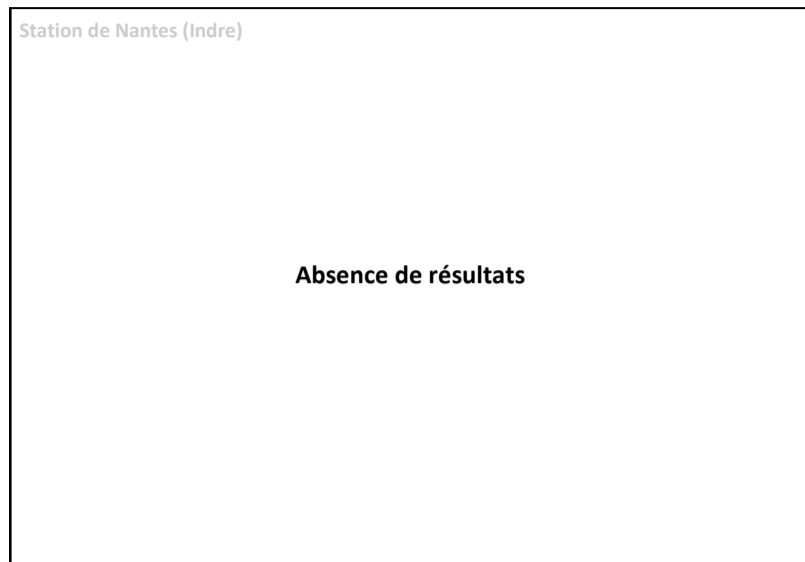 Station de Nantes (Indre)
Absence de résultats